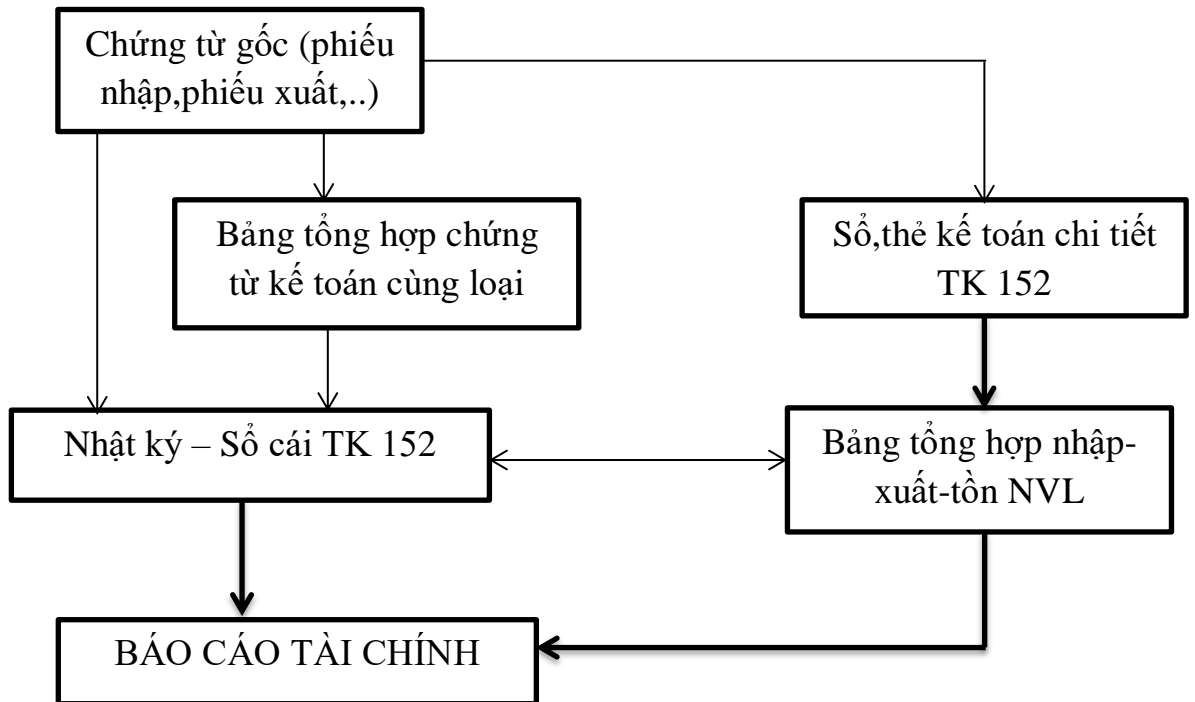 Chứng từ gốc (phiếu
nhập,phiếu xuất,..)
Bảng tổng hợp chứng
từ kế toán cùng loại
Sổ,thẻ kế toán chi tiết
TK 152
Nhật ký – Sổ cái TK 152
Bảng tổng hợp nhập-
xuất-tồn NVL
BÁO CÁO TÀI CHÍNH